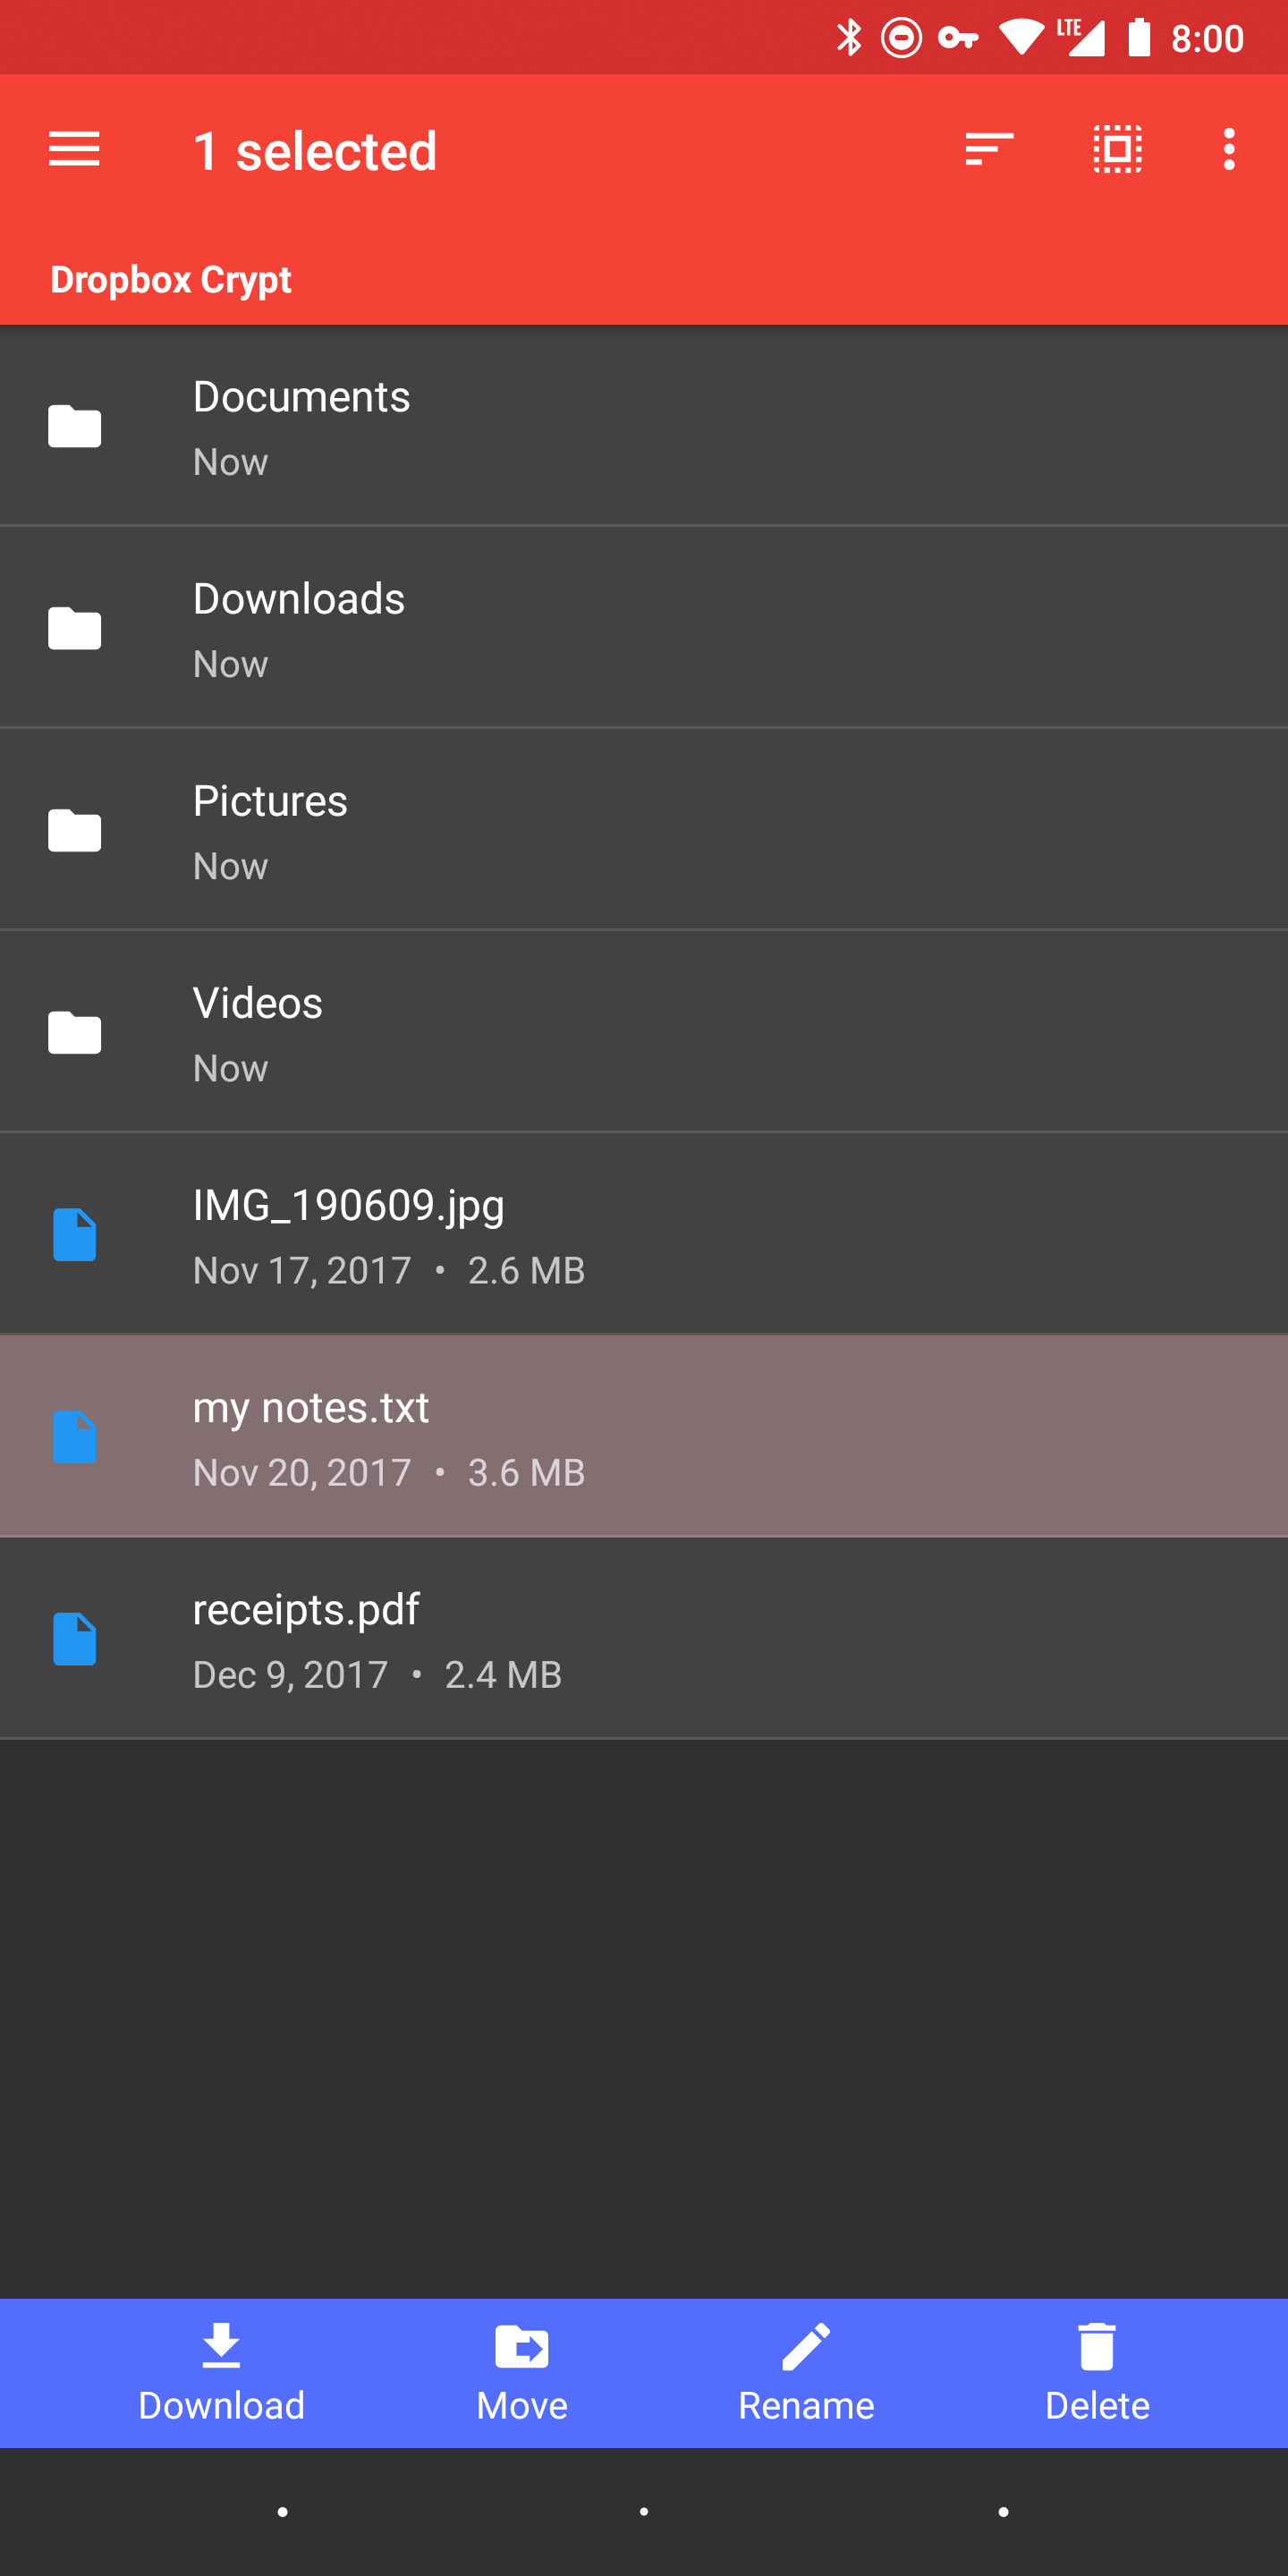 LTE 8:00
1 selected
Dropbox Crypt
Documents
Now
Downloads
Now
Pictures
Now
Videos
Now
IMG_190609.jpg
Nov 17, 2017 • 2.6 MB
my notes.txt
Nov 20, 2017 • 3.6 MB
receipts.pdf
Dec 9, 2017 • 2.4 MB
Download Move Rename Delete